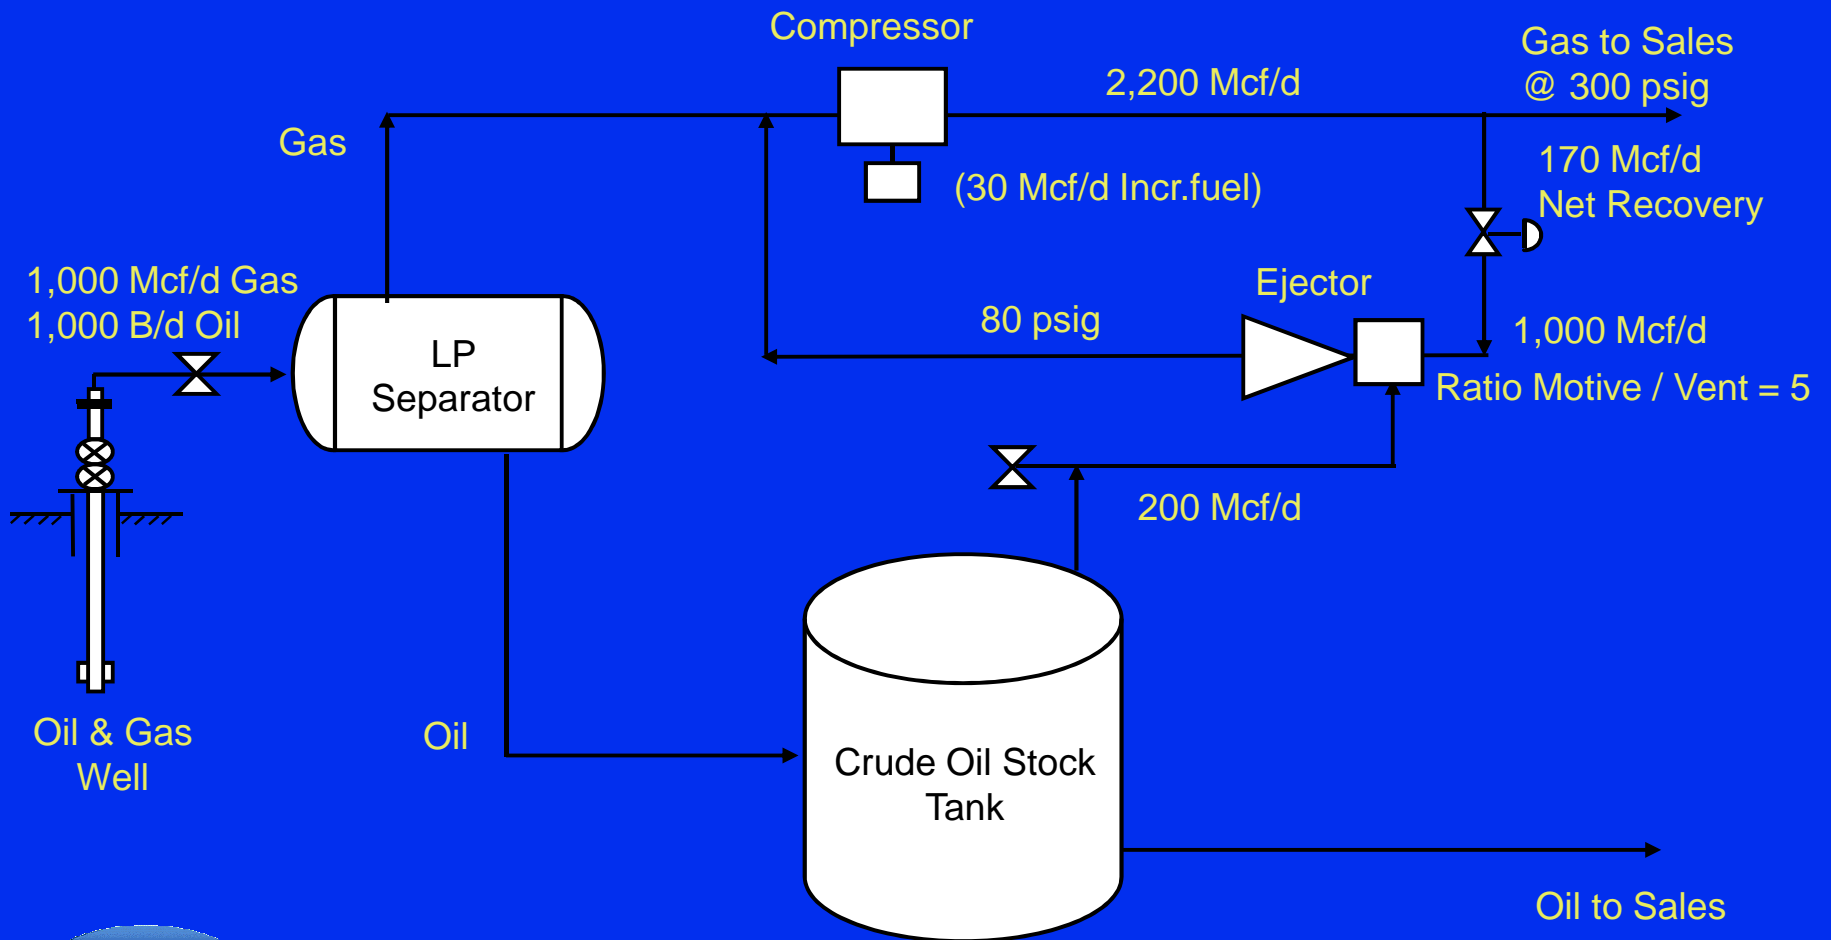 Compressor
Gas to Sales
@ 300 psig
2,200 Mcf/d
Gas
170 Mcf/d
Net Recovery
(30 Mcf/d Incr.fuel)
1,000 Mcf/d Gas
1,000 B/d Oil
Ejector
80 psig
1,000 Mcf/d
LP
Separator
Ratio Motive / Vent = 5
200 Mcf/d
Oil & Gas
Well
Oil
Crude Oil Stock
Tank
Oil to Sales